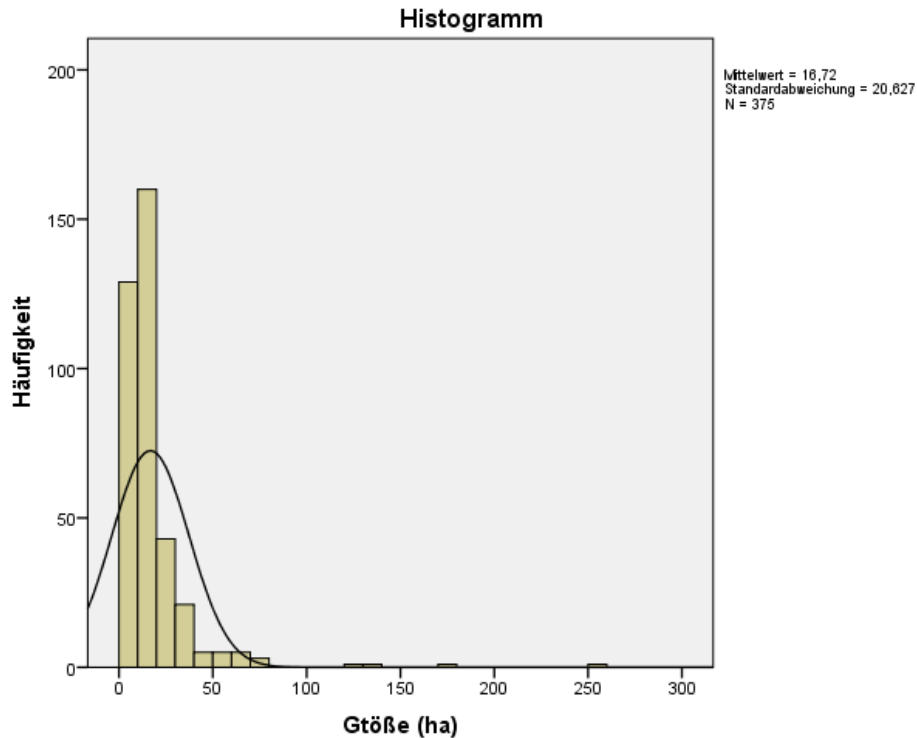 Histogramm
Mittelwert = 16,72
Standardabweichung = 20,627
N = 375
Häufigkeit
200
150
100
50
0
0 50 100 150 200 250 300
Gtöße (ha)